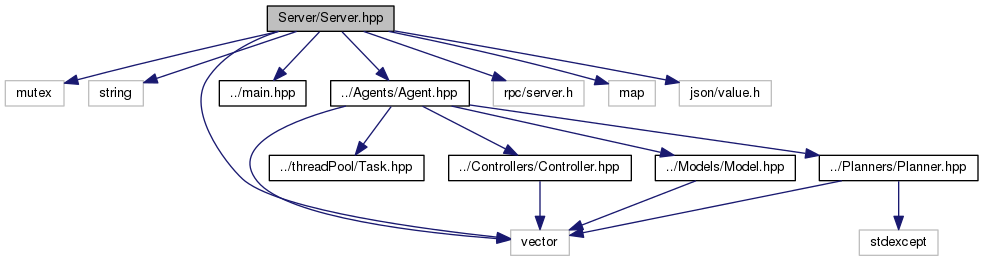 Server/Server.hpp
mutex
string
../main.hpp
../Agents/Agent.hpp
rpc/server.h
map
json/value.h
../threadPool/Task.hpp
../Controllers/Controller.hpp
../Models/Model.hpp
../Planners/Planner.hpp
vector
stdexcept